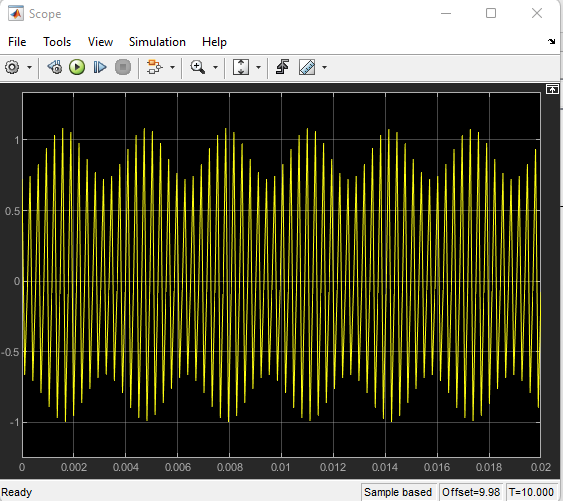 Scope
File Tools View Simulation Help
1
0.5
0
-0.5
-1
0 0.002 0.004 0.006 0.008 0.01 0.012 0.014 0.016 0.018 0.02
Ready Sample based Offset=9.98 T=10.000